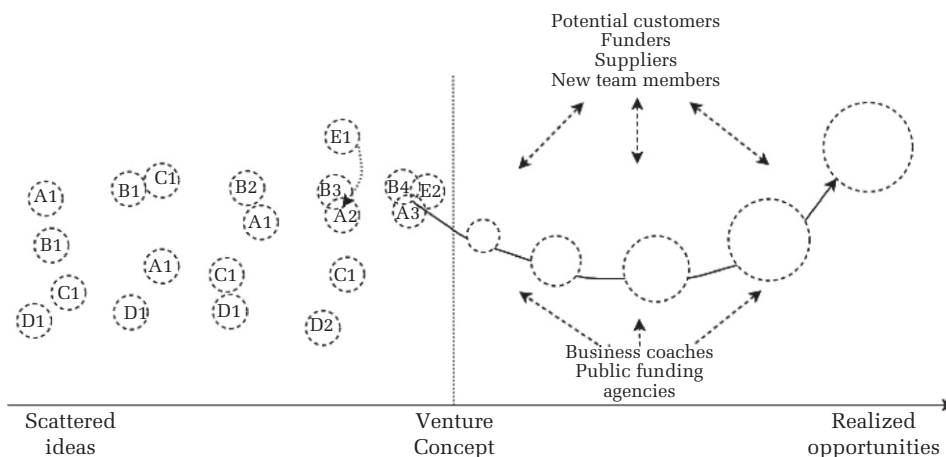 Potential customers
Funders
Suppliers
New team members
E1
A1
B1
C1
B2
B3
B4
E2
A1
A2
A3
B1
C1
A1
C1
C1
D1
D1
D1
D2
Business coaches
Public funding
agencies
Scattered
ideas
Venture
Concept
Realized
opportunities